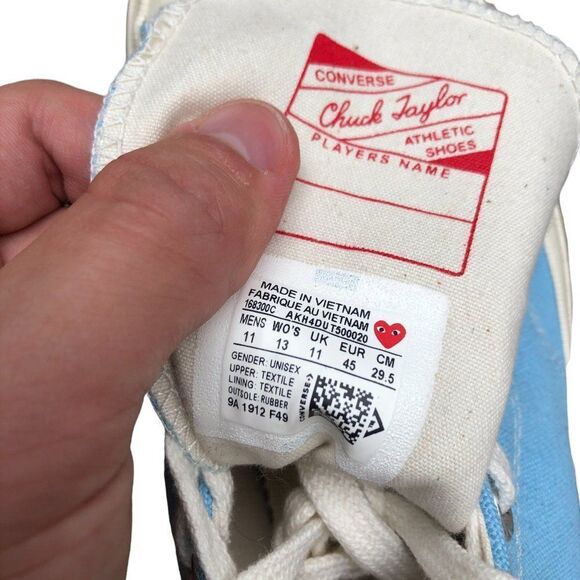 CONVERSE
Chuck Taylor
ATHLETIC
SHOES
PLAYERS NAME
MADE IN VIETNAM
FABRIQUE AU VIETNAM
168300C AKH4DUT500020
MENS WO'S UK EUR CM
11 13 11 45 29.5
GENDER: UNISEX
UPPER: TEXTILE
LINING: TEXTILE
OUTSOLE: RUBBER
9A 1912 F49
CONVERSE